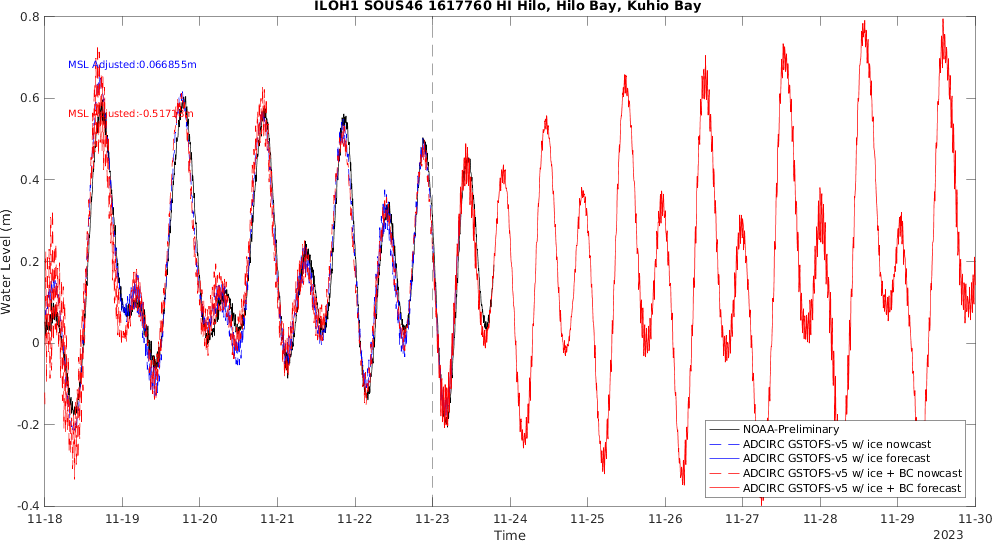 ILOH1 SOUS46 1617760 HI Hilo, Hilo Bay, Kuhio Bay
0.8
MSL Adjusted:0.066855m
0.6
MSL
0.4
Water Level (m)
0.2
0
-0.2
NOAA-Preliminary
ADCIRC GSTOFS-v5 w/ ice nowcast
ADCIRC GSTOFS-v5 w/ ice forecast
ADCIRC GSTOFS-v5 w/ ice + BC nowcast
ADCIRC GSTOFS-v5 w/ ice + BC forecast
-0.4
11-18 11-19 11-20 11-21 11-22 11-23 11-24 11-25 11-26 11-27 11-28 11-29 11-30
Time
2023